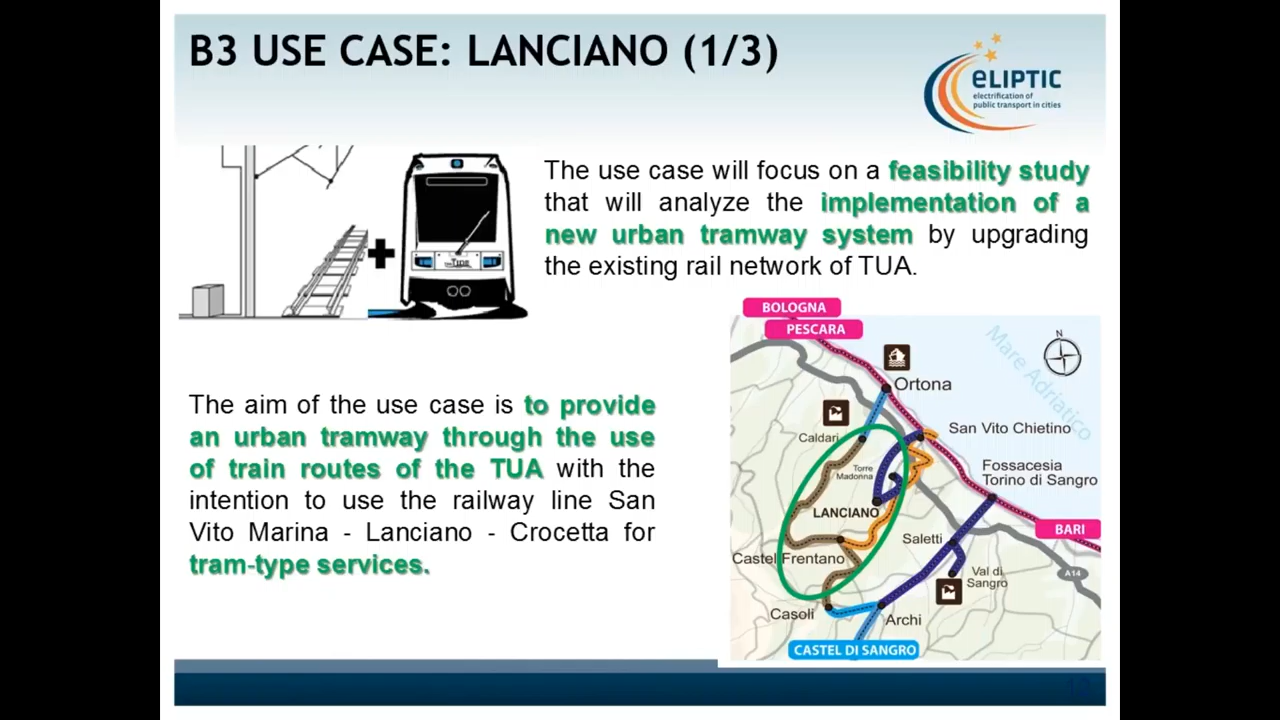 B3 USE CASE: LANCIANO (1/3)
eLIPTIC
electrification of
public transport in cities
The use case will focus on a feasibility study
that will analyze the implementation of a
new urban tramway system by upgrading
the existing rail network of TUA.
The aim of the use case is to provide
an urban tramway through the use
of train routes of the TUA with the
intention to use the railway line San
Vito Marina - Lanciano - Crocetta for
tram-type services.
BOLOGNA
PESCARA
N
Mare Adriatico
Ortona
Caldari
San Vito Chietino
Torre
Madonna
Fossacesia
Torino di Sangro
LANCIANO
BARI
Saletti
Castel Frentano
Val di
Sangro
A14
Casoli
Archi
CASTEL DI SANGRO